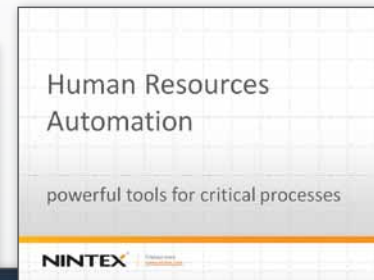 Human Resources
Automation
powerful tools for critical processes
NINTEX